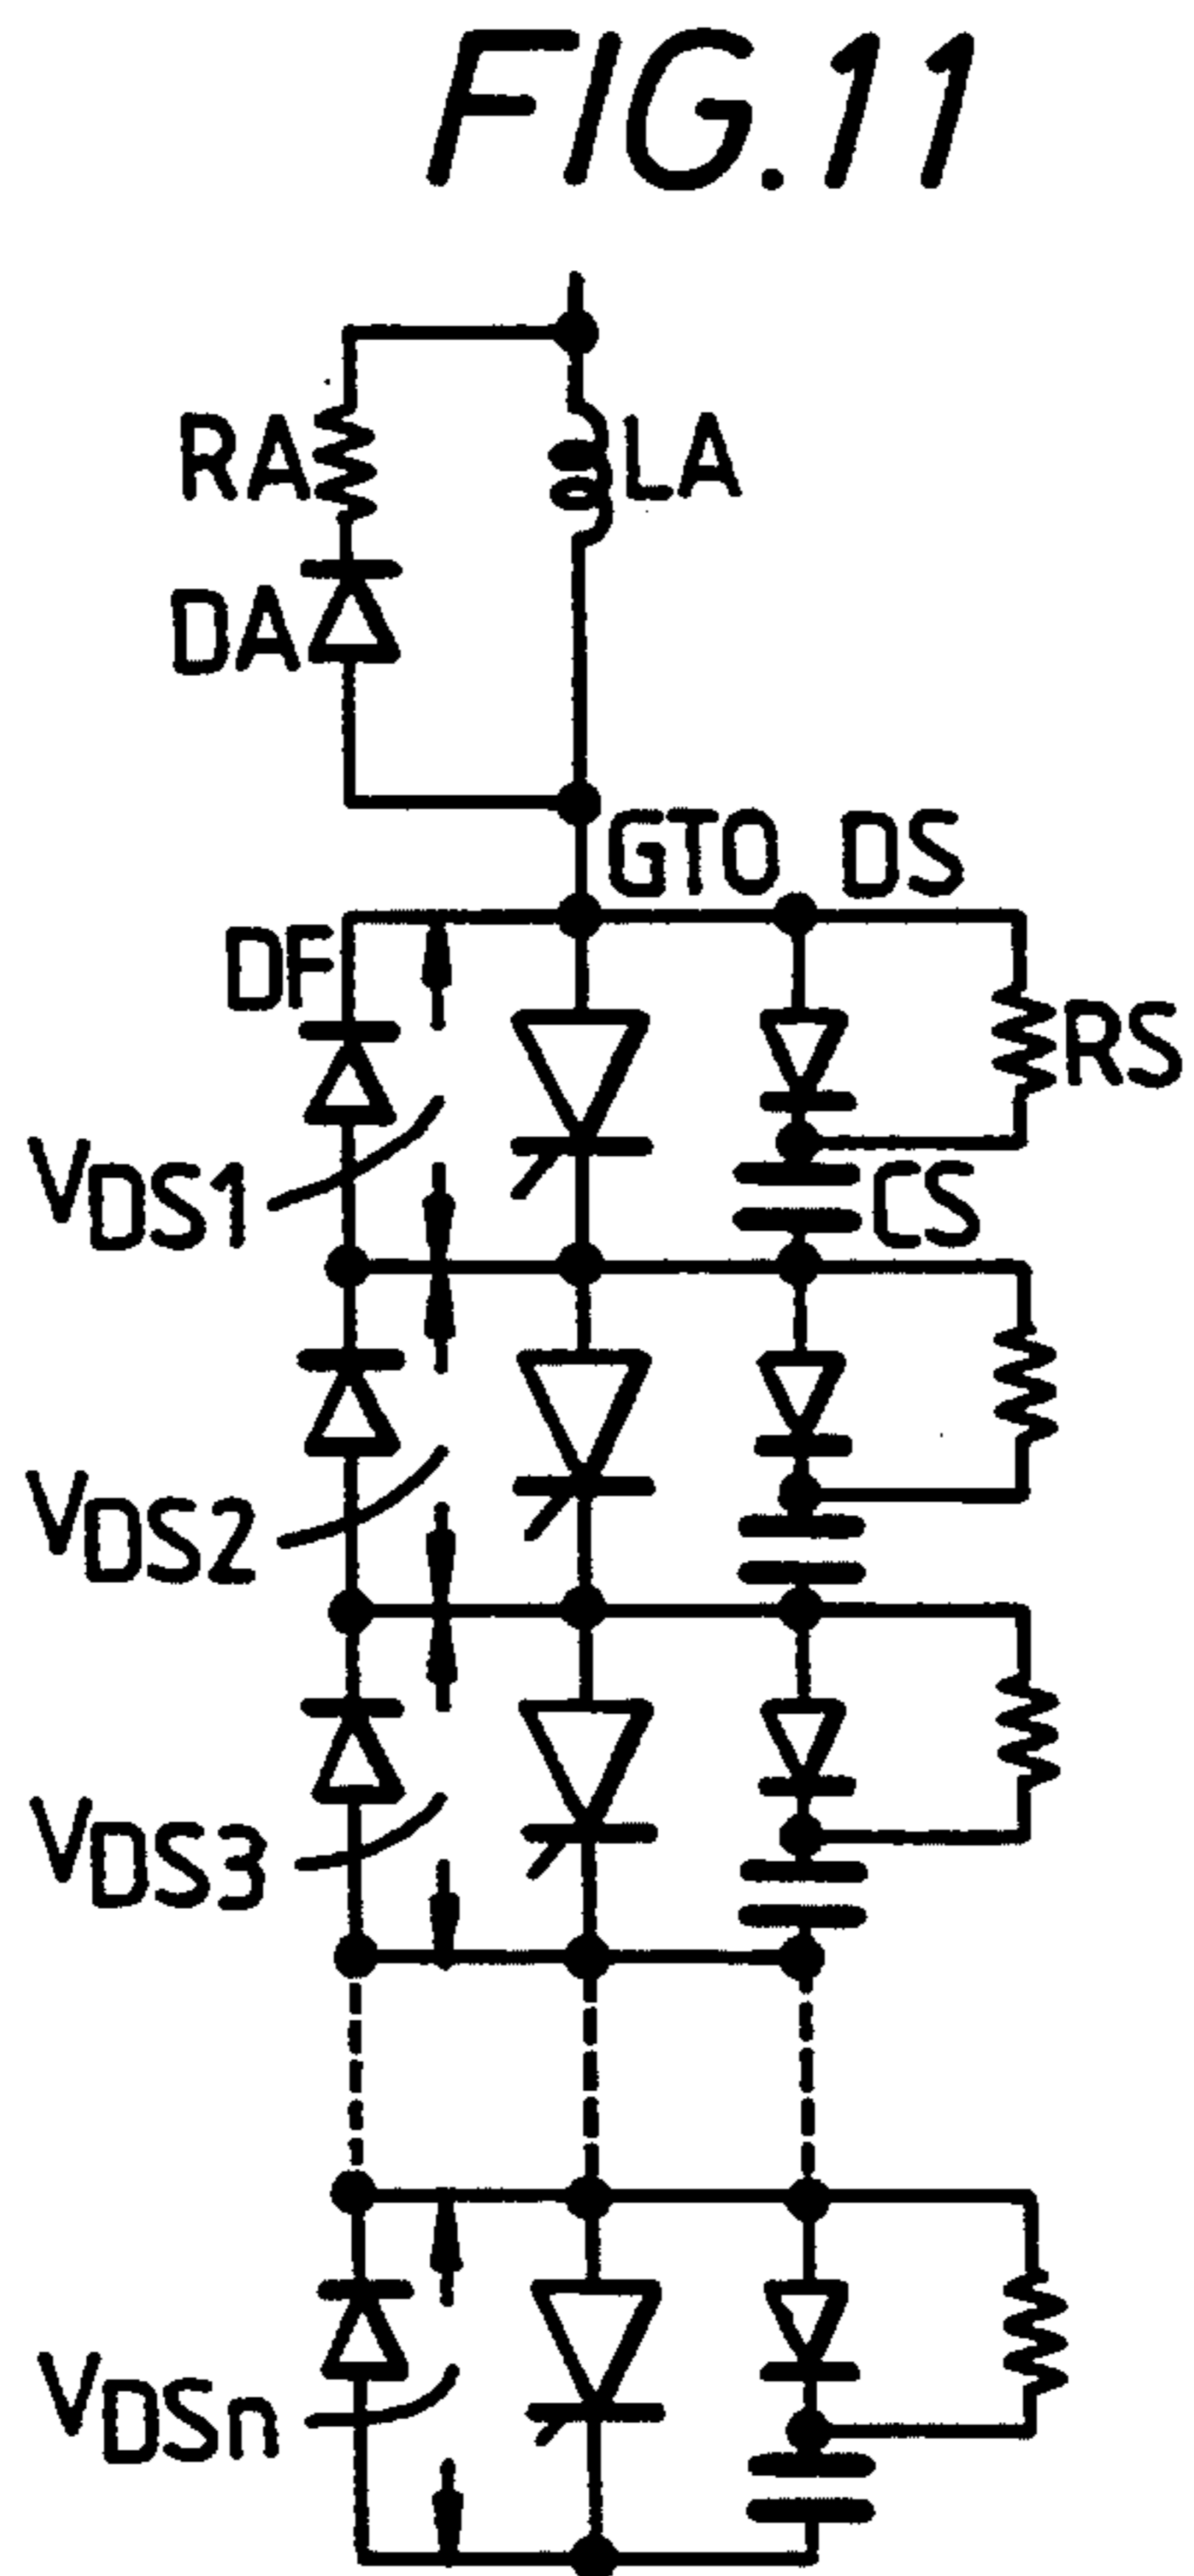 FIG.11
RA
LA
DA
GTO DS
DF
RS
VDS1
CS
VDS2
VDS3
VDSn